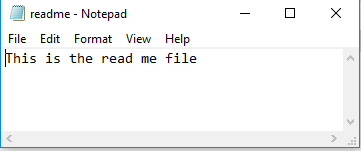 readme - Notepad
File Edit Format View Help
This is the read me file